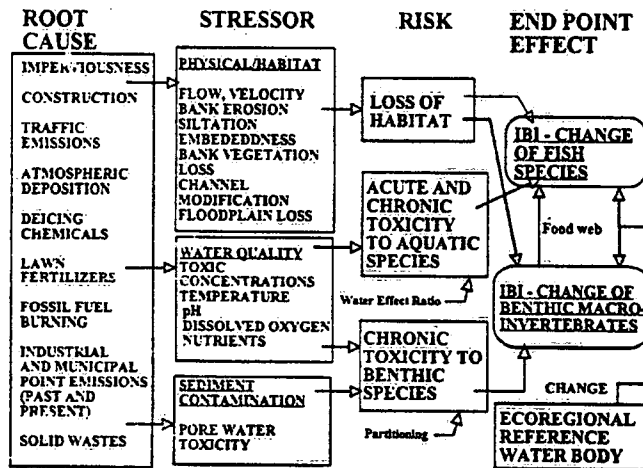 ROOT
CAUSE
STRESSOR
RISK
END POINT
EFFECT
IMPERVIOUSNESS
CONSTRUCTION
TRAFFIC
EMISSIONS
ATMOSPHERIC
DEPOSITION
DEICING
CHEMICALS
LAWN
FERTILIZERS
FOSSIL FUEL
BURNING
INDUSTRIAL
AND MUNICIPAL
POINT EMISSIONS
(PAST AND
PRESENT)
SOLID WASTES
PHYSICAL/HABITAT
FLOW, VELOCITY
BANK EROSION
SILTATION
EMBEDEDDNESS
BANK VEGETATION
LOSS
CHANNEL
MODIFICATION
FLOODPLAIN LOSS
WATER QUALITY
TOXIC
CONCENTRATIONS
TEMPERATURE
pH
DISSOLVED OXYGEN
NUTRIENTS
SEDIMENT
CONTAMINATION
PORE WATER
TOXICITY
LOSS OF
HABITAT
ACUTE AND
CHRONIC
TOXICITY
TO AQUATIC
SPECIES
Water Effect Ratio
CHRONIC
TOXICITY TO
BENTHIC
SPECIES
Partitioning
IBI - CHANGE
OF FISH
SPECIES
Food web
IBI - CHANGE OF
BENTHIC MACRO-
INVERTEBRATES
CHANGE
ECOREGIONAL
REFERENCE
WATER BODY